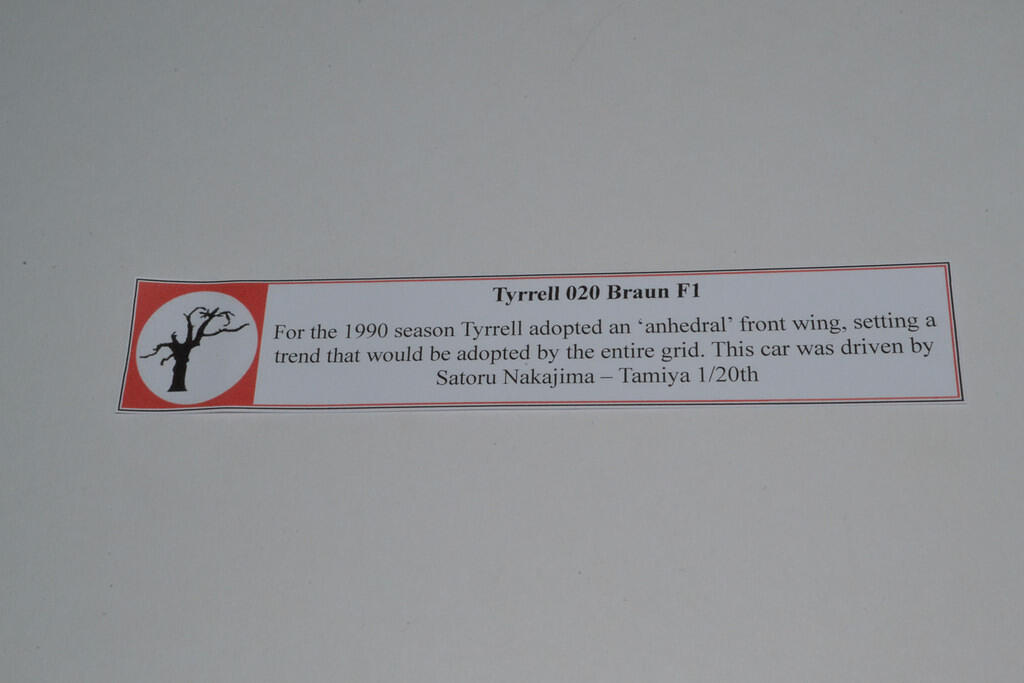 Tyrrell 020 Braun F1
For the 1990 season Tyrrell adopted an ‘anhedral’ front wing, setting a
trend that would be adopted by the entire grid. This car was driven by
Satoru Nakajima – Tamiya 1/20th